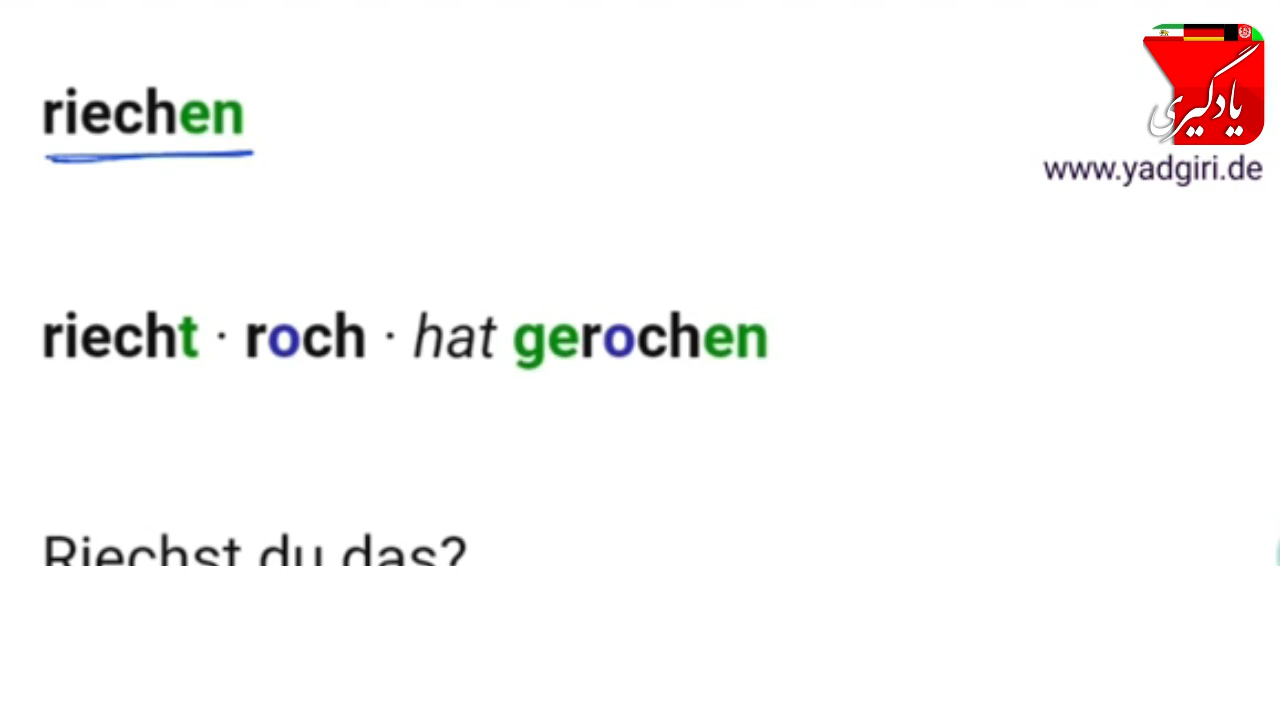 riechen
یادگیری
www.yadgiri.de
riecht · roch · hat gerochen
Riechst du das?